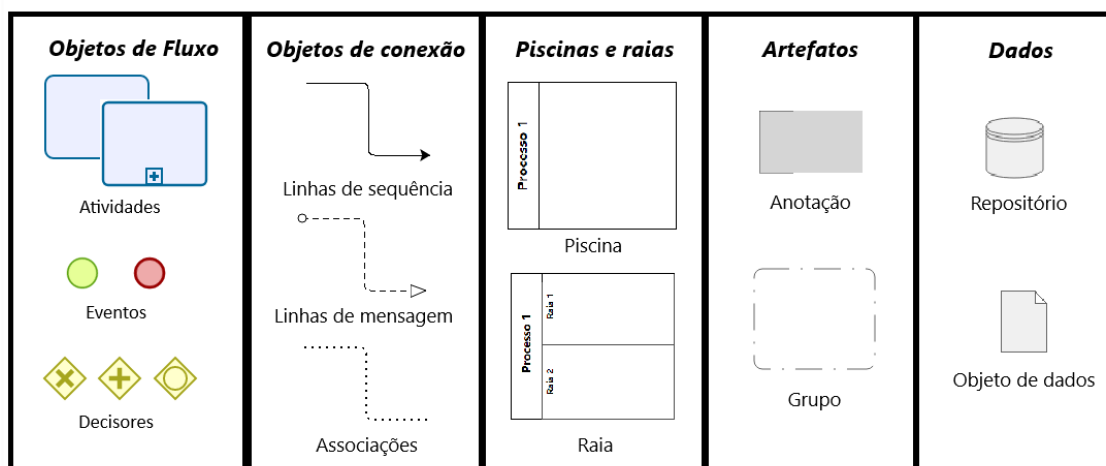 Objetos de Fluxo
Atividades
Eventos
Decisores
Objetos de conexão
Linhas de sequência
Linhas de mensagem
Associações
Piscinas e raias
Processo 1
Piscina
Processo 1
Raia 1
Raia 2
Raia
Artefatos
Anotação
Grupo
Dados
Repositório
Objeto de dados